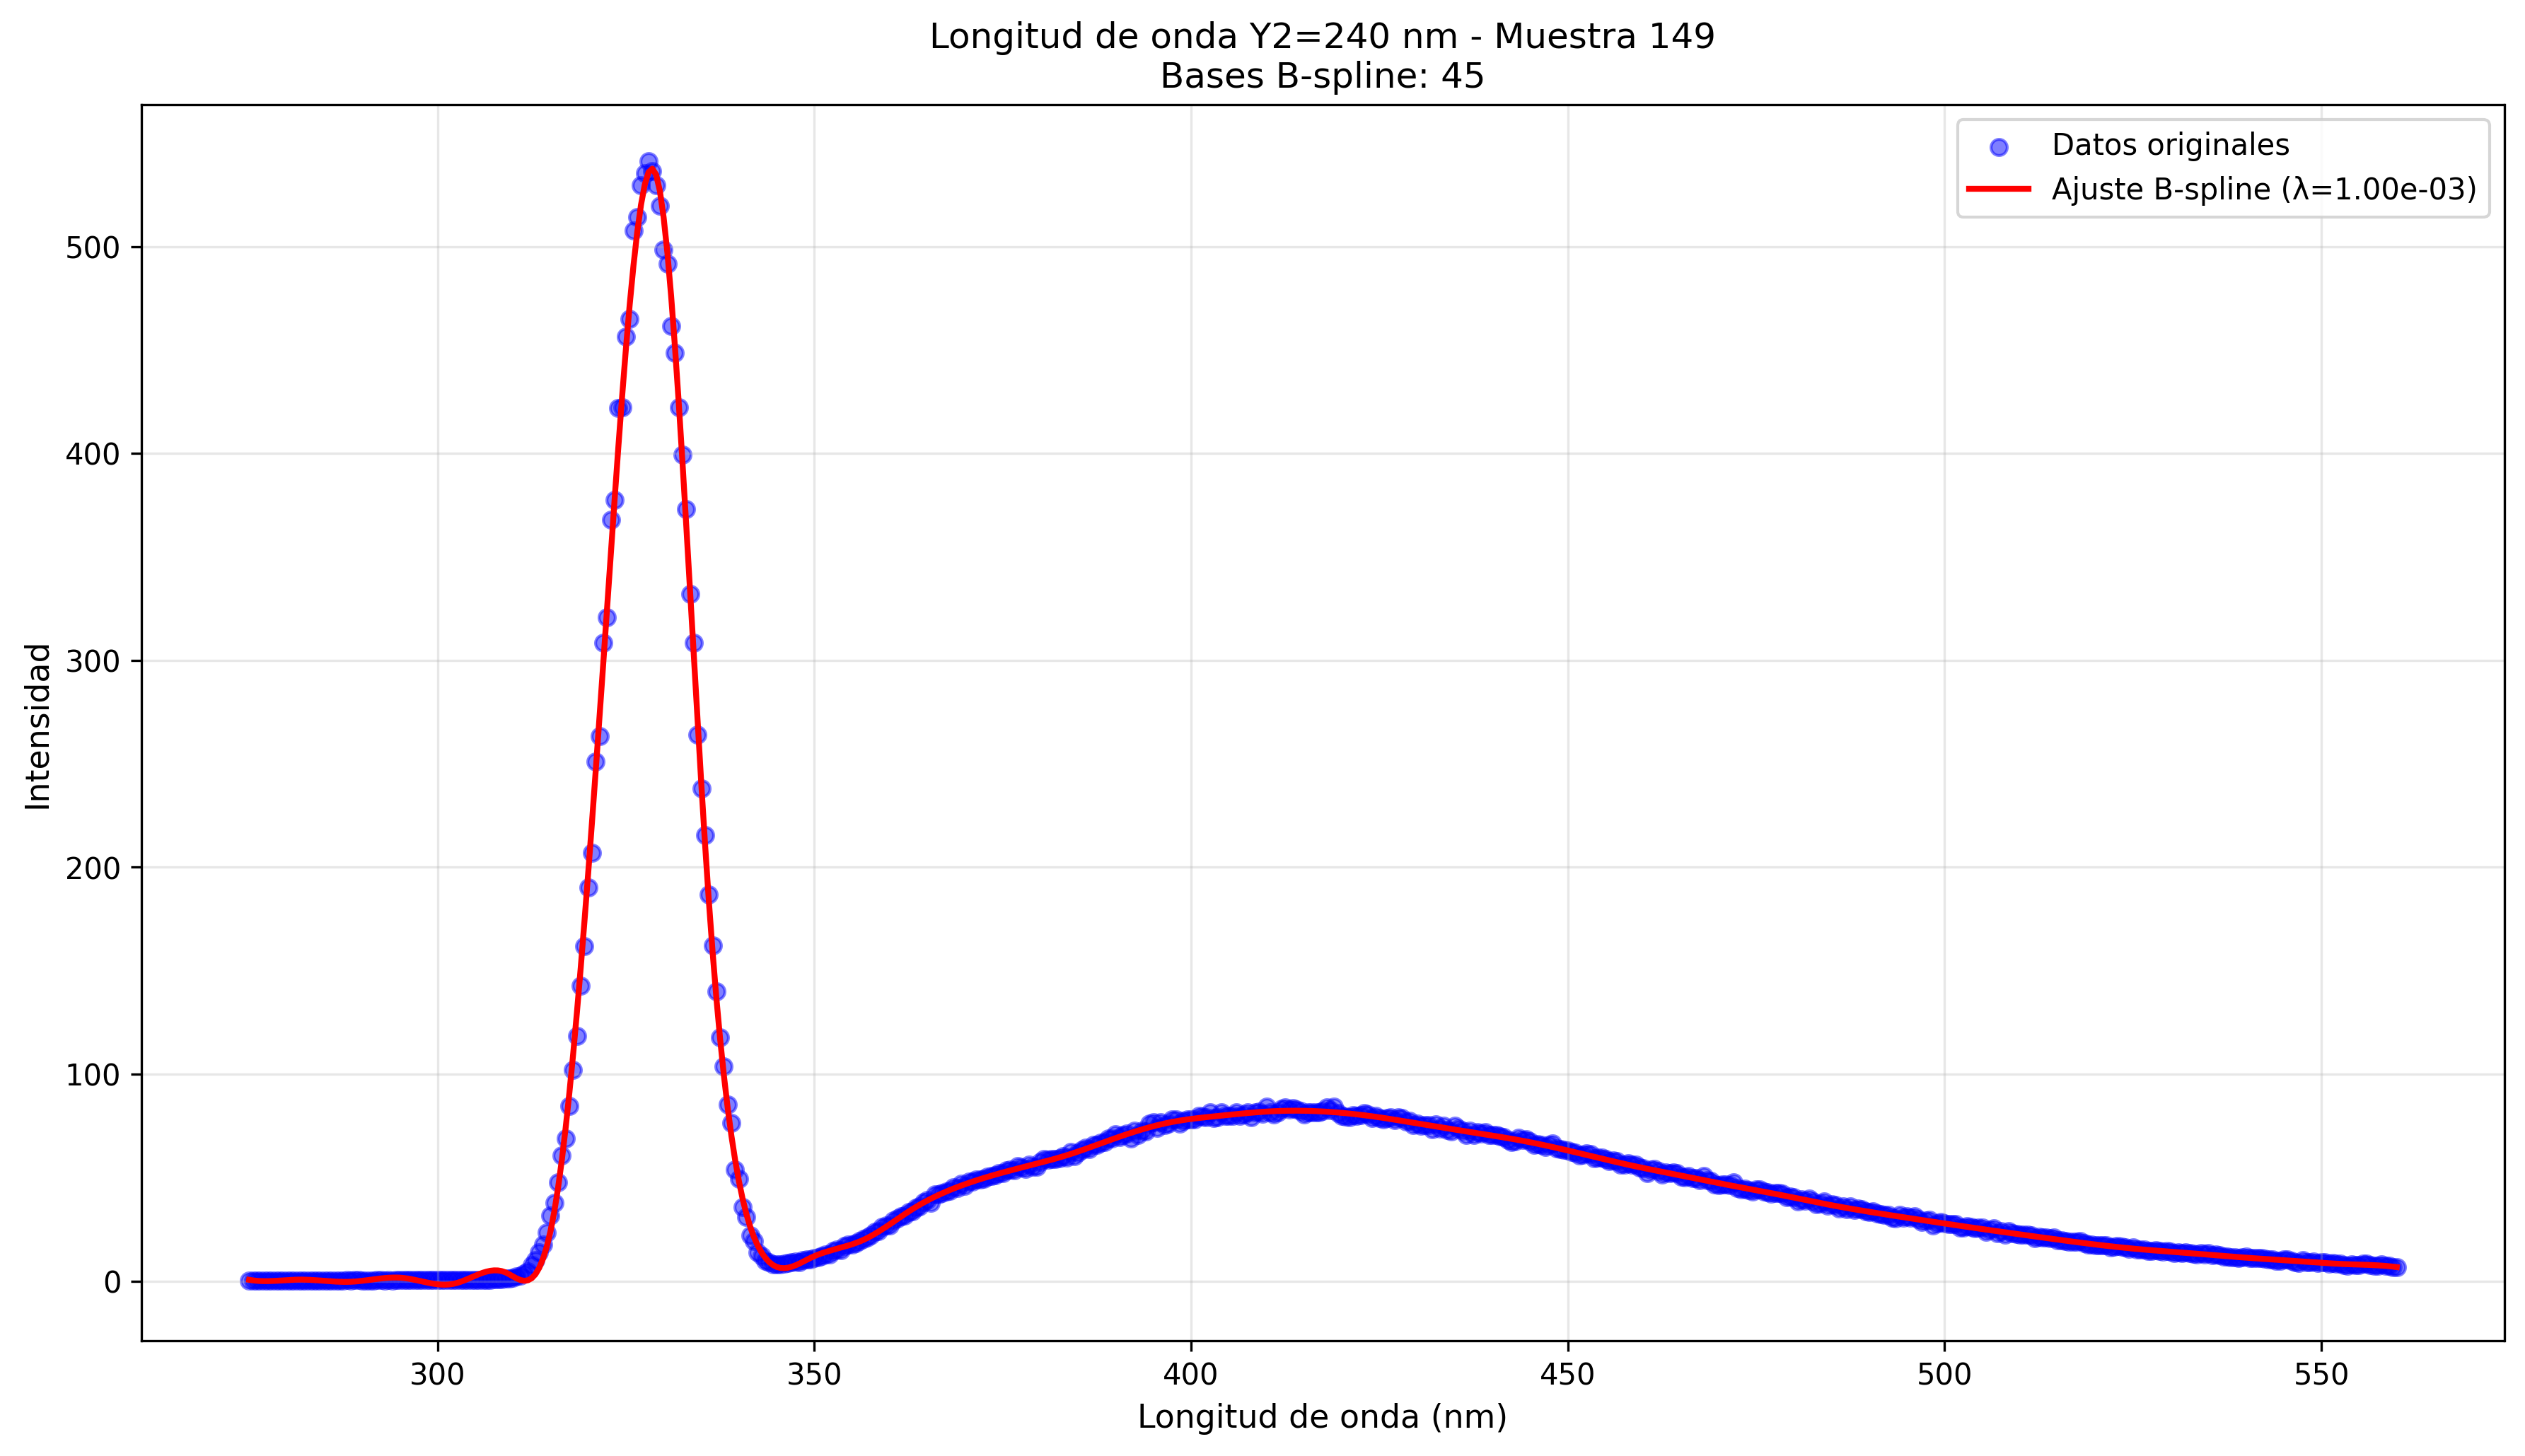 Longitud de onda Y2=240 nm - Muestra 149
Bases B-spline: 45
Datos originales
Ajuste B-spline (λ=1.00e-03)
Intensidad
500
400
300
200
100
0
300
350
400
450
500
550
Longitud de onda (nm)